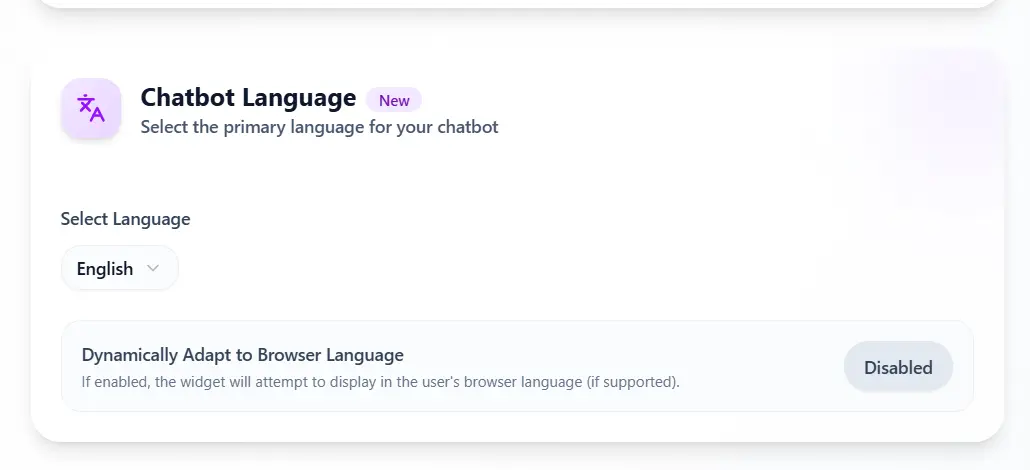 Chatbot Language New
Select the primary language for your chatbot
Select Language
English
Dynamically Adapt to Browser Language
If enabled, the widget will attempt to display in the user's browser language (if supported).
Disabled